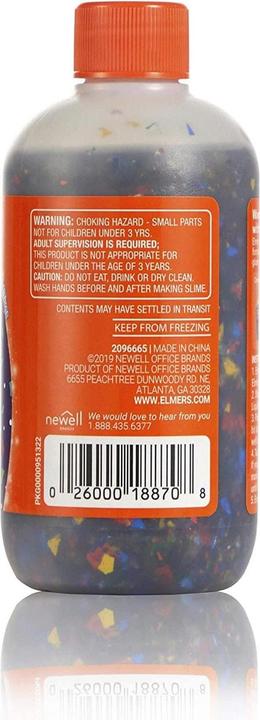 WARNING: CHOKING HAZARD - SMALL PARTS
NOT FOR CHILDREN UNDER 3 YRS.
ADULT SUPERVISION IS REQUIRED;
THIS PRODUCT IS NOT APPROPRIATE FOR
CHILDREN UNDER THE AGE OF 3 YEARS.
CAUTION: DO NOT EAT, DRINK OR DRY CLEAN.
WASH HANDS BEFORE AND AFTER MAKING SLIME.
CONTENTS MAY HAVE SETTLED IN TRANSIT
KEEP FROM FREEZING
2096665 | MADE IN CHINA
©2019 NEWELL OFFICE BRANDS
PRODUCT OF NEWELL OFFICE BRANDS
6655 PEACHTREE DUNWOODY RD. NE,
ATLANTA, GA 30328
WWW.ELMERS.COM
newell
BRANDS
We would love to hear from you
1.888.435.6377
PKG0000951322
0 26000 18870 8